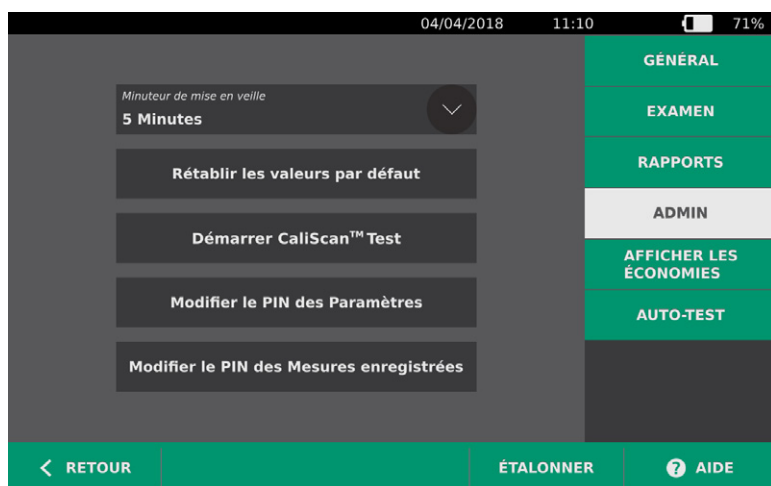 04/04/2018 11:10 71%
GÉNÉRAL
EXAMEN
RAPPORTS
ADMIN
AFFICHER LES
ÉCONOMIES
AUTO-TEST
Minuteur de mise en veille
5 Minutes
Rétablir les valeurs par défaut
Démarrer CaliScan™ Test
Modifier le PIN des Paramètres
Modifier le PIN des Mesures enregistrées
RETOUR
ÉTALONNER
? AIDE